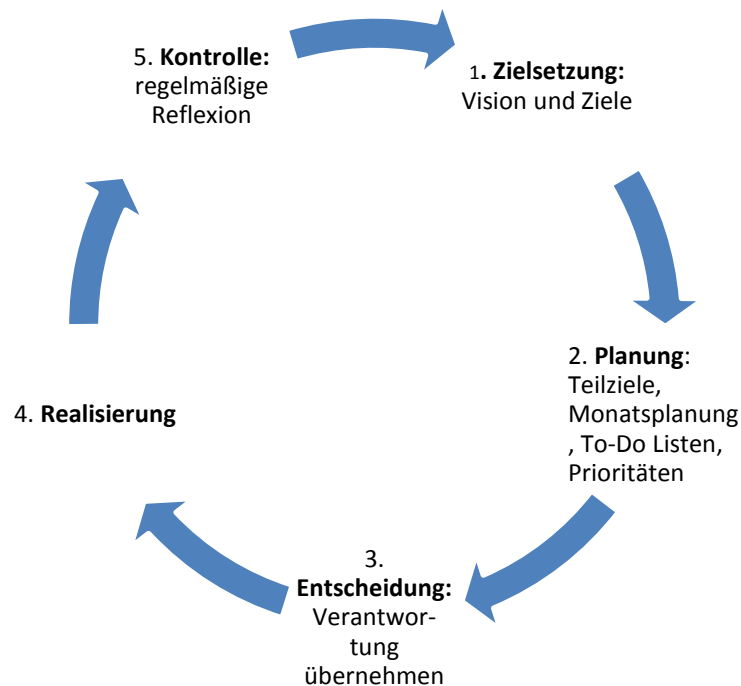 1. Zielsetzung:
Vision und Ziele
2. Planung:
Teilziele,
Monatsplanung
, To-Do Listen,
Prioritäten
3.
Entscheidung:
Verantwor-
tung
übernehmen
4. Realisierung
5. Kontrolle:
regelmäßige
Reflexion